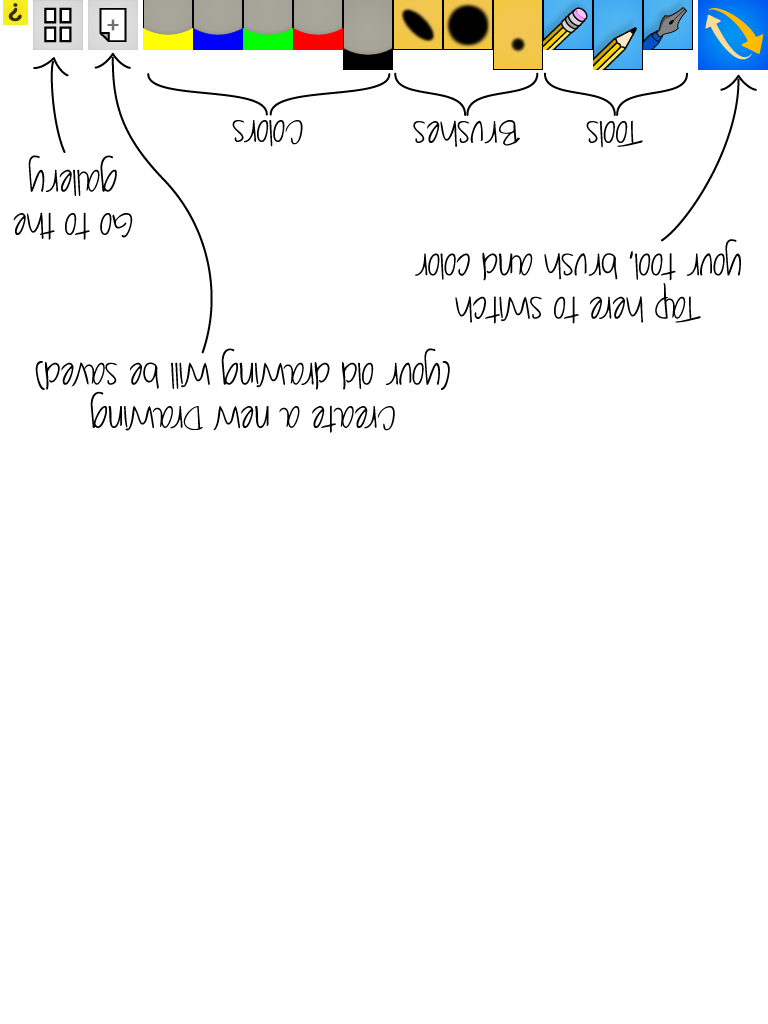 Create a new Drawing
(your old drawing will be saved)
Tap here to switch
your tool, brush and color
Go to the
gallery
Tools
Brushes
Colors
?